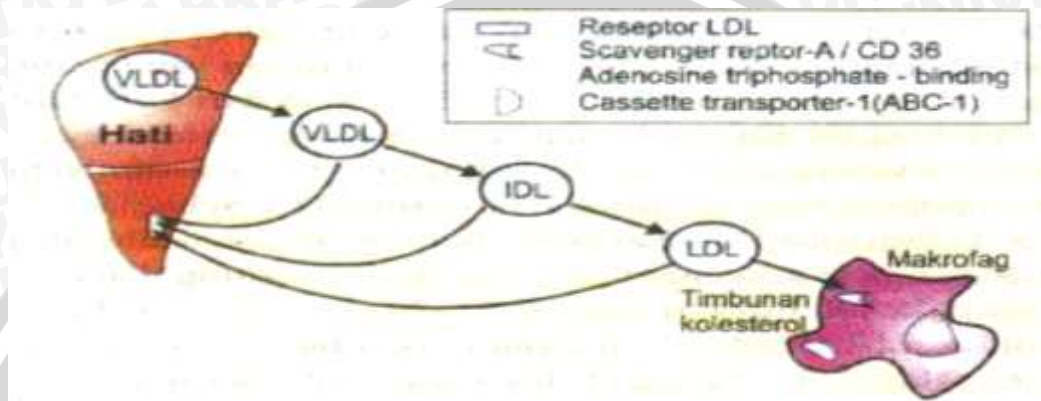 Reseptor LDL
Scavenger reptor-A / CD 36
Adenosine triphosphate - binding
Cassette transporter-1(ABC-1)
VLDL
Hati
VLDL
IDL
LDL
Makrofag
Timbunan
kolesterol